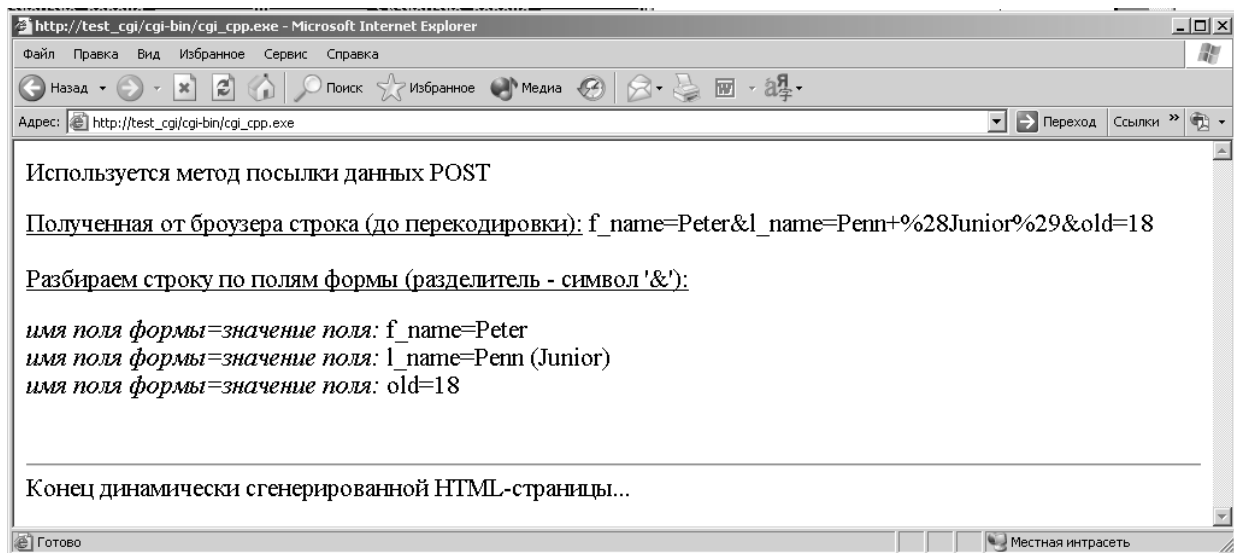 http://test_cgi/cgi-bin/cgi_cpp.exe - Microsoft Internet Explorer
Файл Правка Вид Избранное Сервис Справка
Назад Поиск Избранное Медиа
Адрес: http://test_cgi/cgi-bin/cgi_cpp.exe Переход Ссылки »
Используется метод посылки данных POST
Полученная от броузера строка (до перекодировки): f_name=Peter&l_name=Penn+%28Junior%29&old=18
Разбираем строку по полям формы (разделитель - символ '&'):
имя поля формы=значение поля: f_name=Peter
имя поля формы=значение поля: l_name=Penn (Junior)
имя поля формы=значение поля: old=18
Конец динамически сгенерированной HTML-страницы...
Готово Местная интрасеть